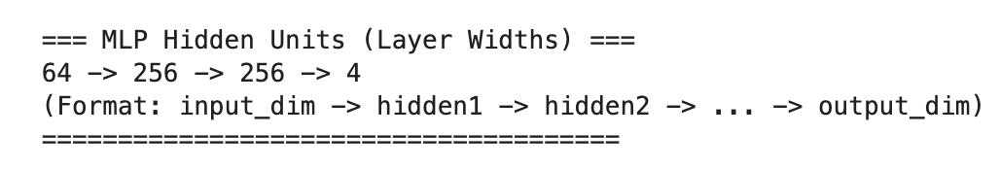 === MLP Hidden Units (Layer Widths) ===
64 -> 256 -> 256 -> 4
(Format: input_dim -> hidden1 -> hidden2 -> ... -> output_dim)
======================================